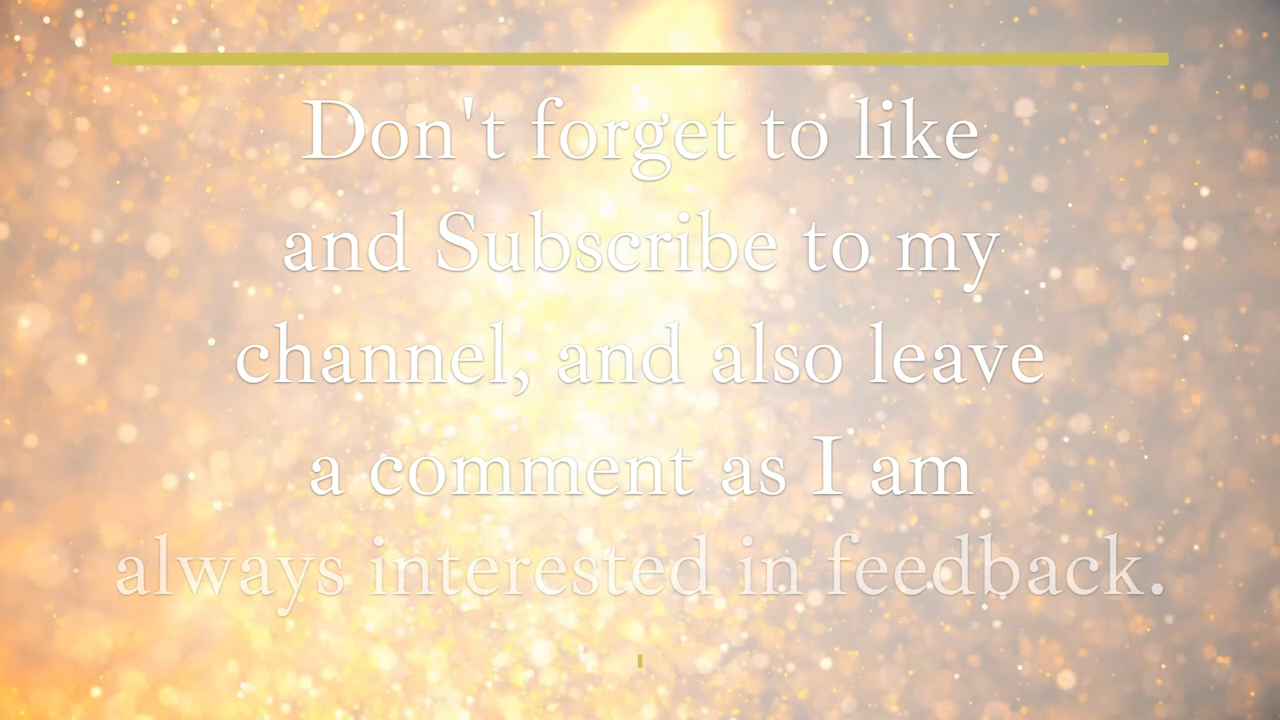 Don't forget to like
and Subscribe to my
channel, and also leave
a comment as I am
always interested in feedback.